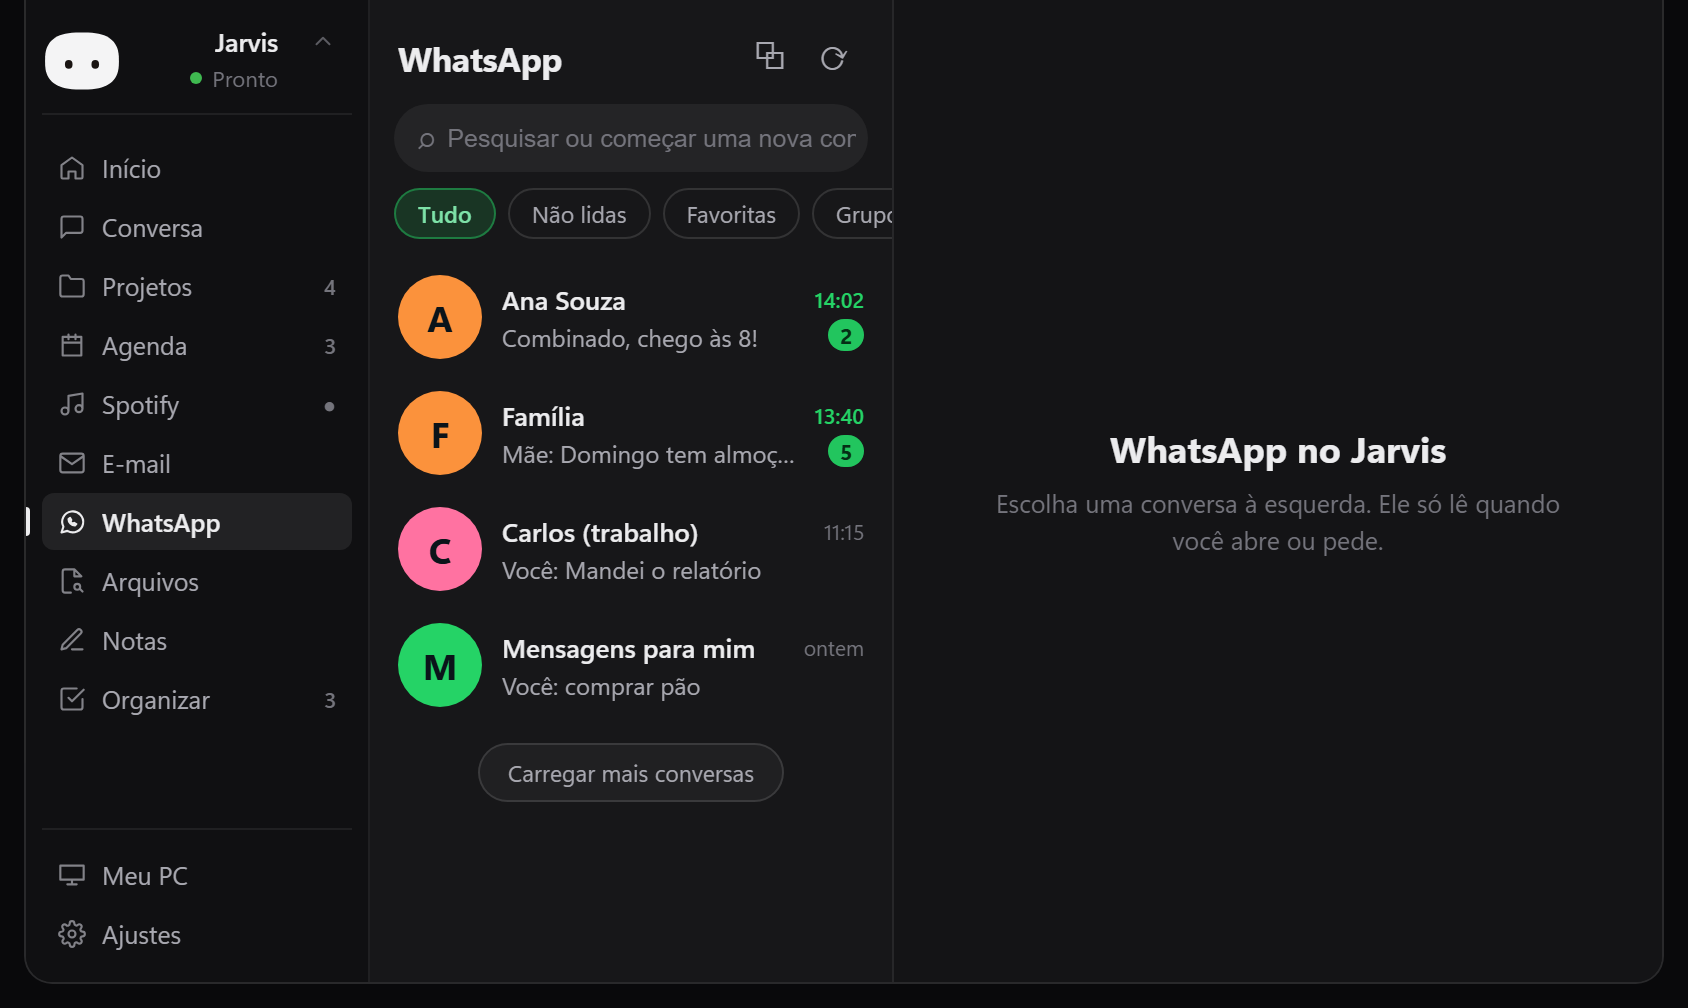 Jarvis
Pronto
Início
Conversa
Projetos 4
Agenda 3
Spotify
E-mail
WhatsApp
Arquivos
Notas
Organizar 3
Meu PC
Ajustes
WhatsApp
Pesquisar ou começar uma nova cor
Tudo Não lidas Favoritas Grupo
A
Ana Souza 14:02
Combinado, chego às 8! 2
F
Família 13:40
Mãe: Domingo tem almoç... 5
C
Carlos (trabalho) 11:15
Você: Mandei o relatório
M
Mensagens para mim ontem
Você: comprar pão
Carregar mais conversas
WhatsApp no Jarvis
Escolha uma conversa à esquerda. Ele só lê quando
você abre ou pede.